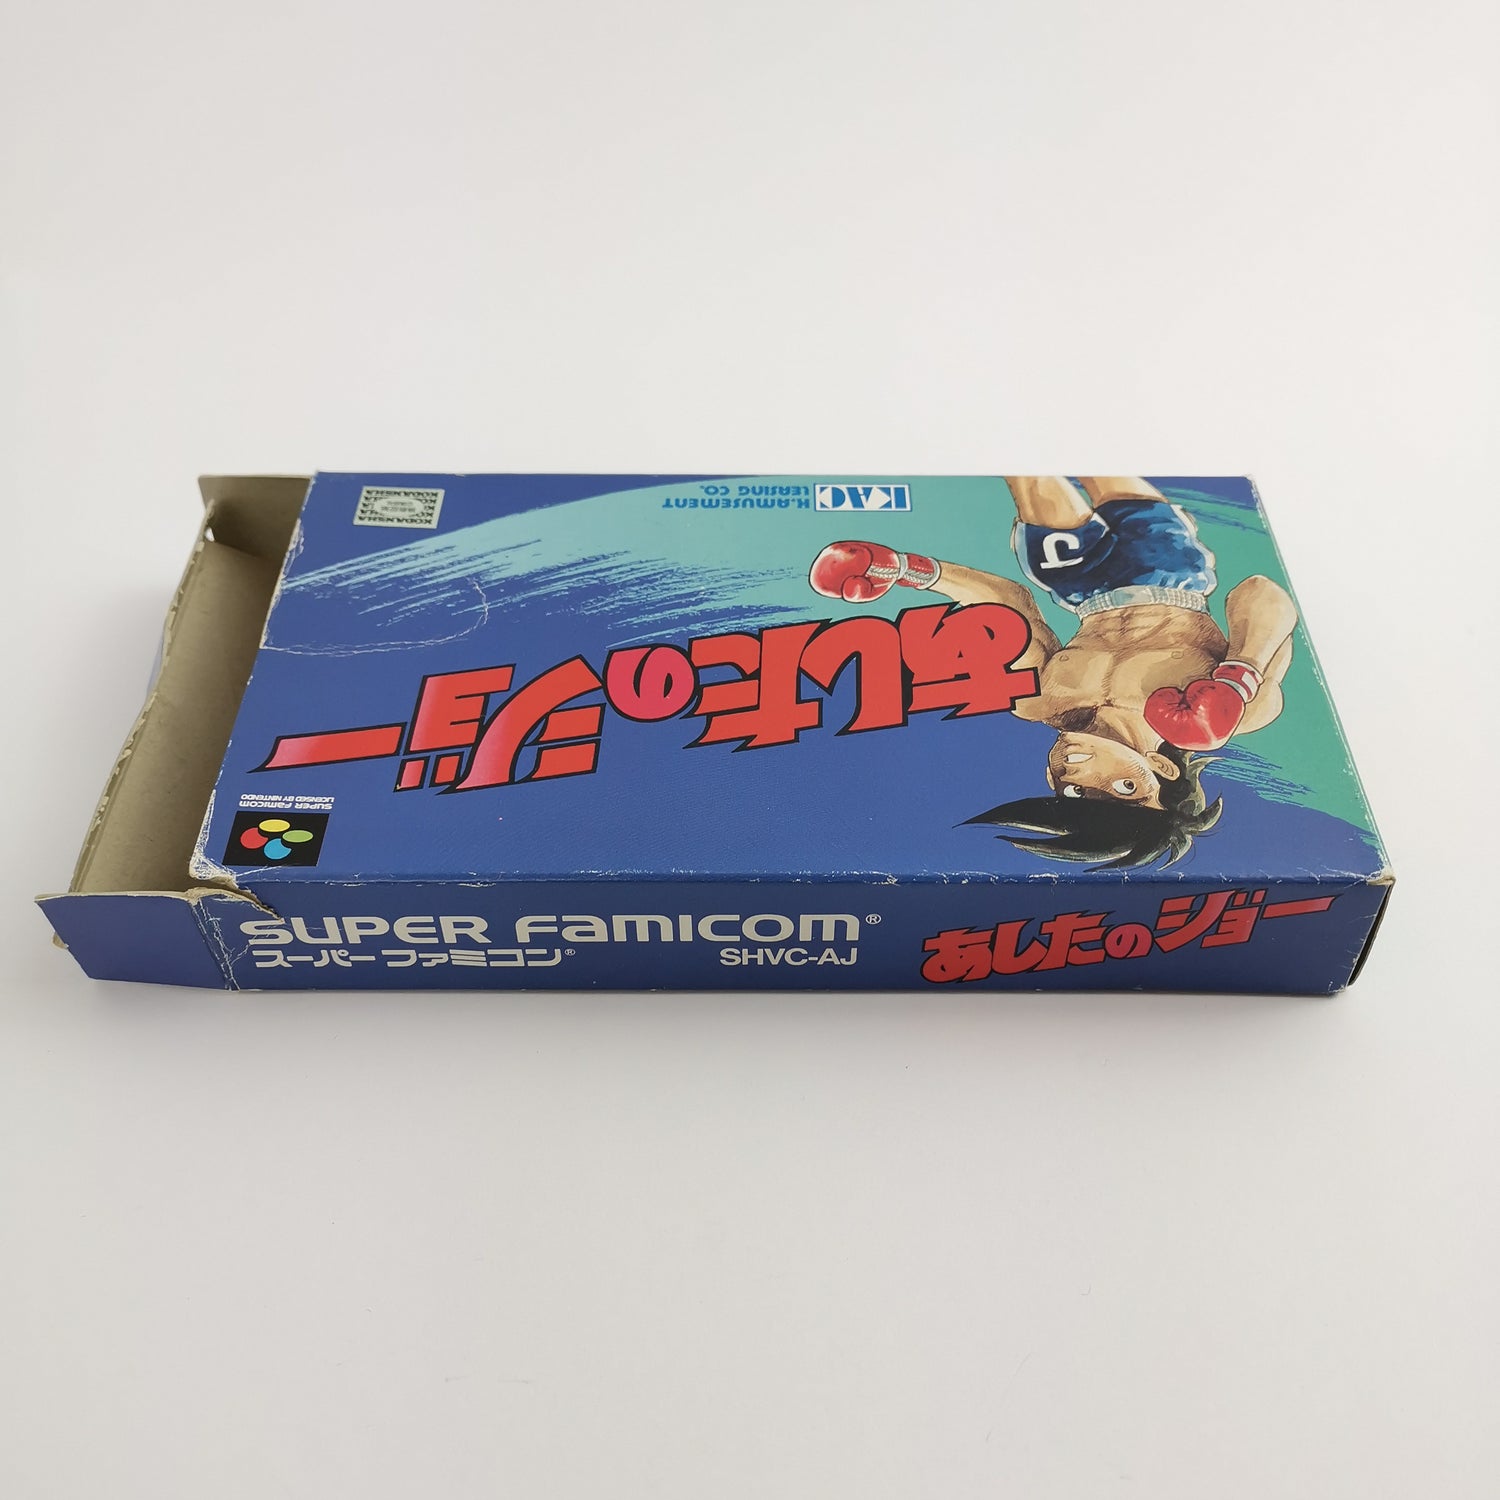 KODANSHA
KODANSHA
KAC
K.AMUSEMENT
LEASING CO.
J
あしたのジョー
SUPER FAMICOM
LICENSED BY NINTENDO
SUPER FAMICOM®
スーパーファミコン®
SHVC-AJ
あしたのジョー